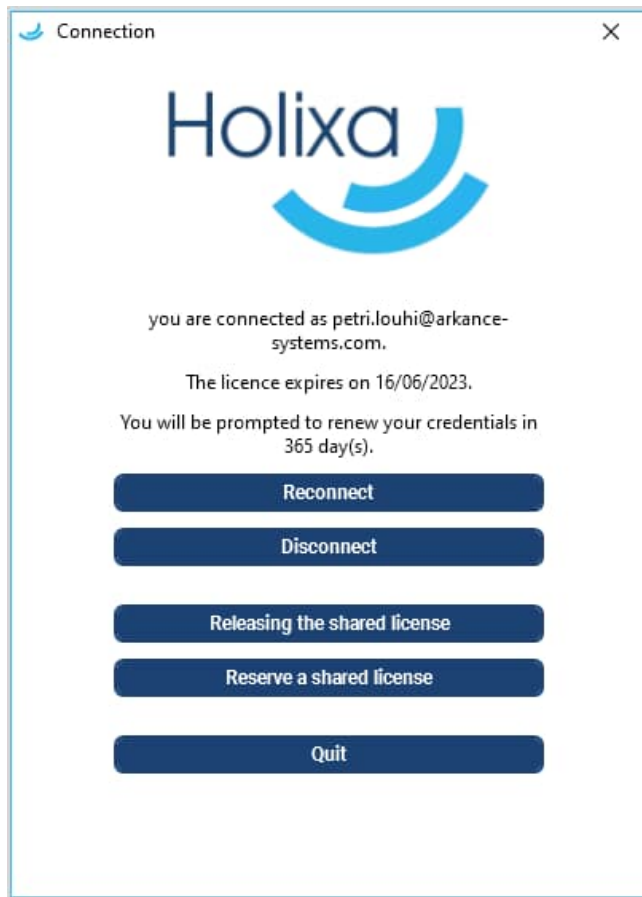 Connection
Holixa
you are connected as petri.louhi@arkance-
systems.com.
The licence expires on 16/06/2023.
You will be prompted to renew your credentials in
365 day(s).
Reconnect
Disconnect
Releasing the shared license
Reserve a shared license
Quit